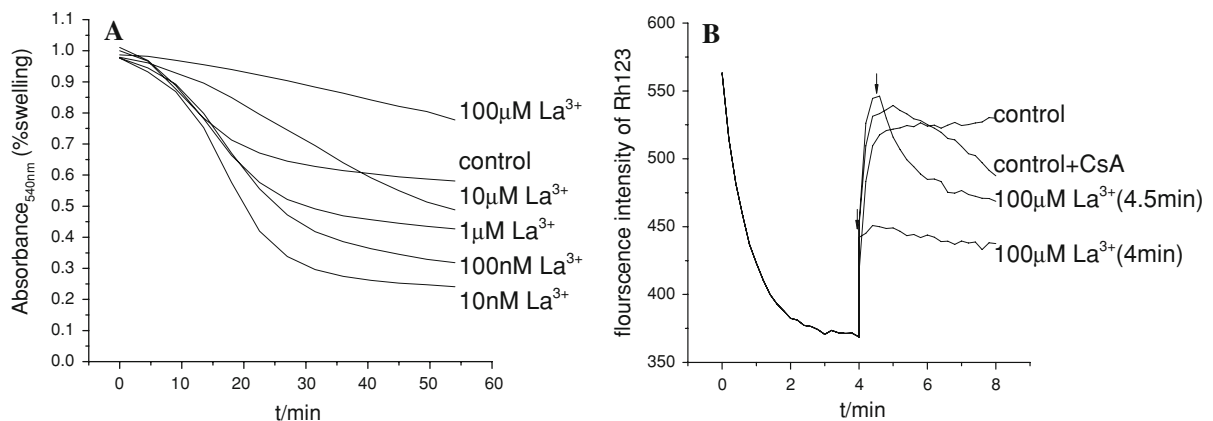 A
Absorbance540nm (%swelling)
1.1
1.0
0.9
0.8
0.7
0.6
0.5
0.4
0.3
0.2
0.1
0.0
0 10 20 30 40 50 60
t/min
100μM La³⁺
control
10μM La³⁺
1μM La³⁺
100nM La³⁺
10nM La³⁺
B
flourscence intensity of Rh123
600
550
500
450
400
350
0 2 4 6 8
t/min
control
control+CsA
100μM La³⁺(4.5min)
100μM La³⁺(4min)